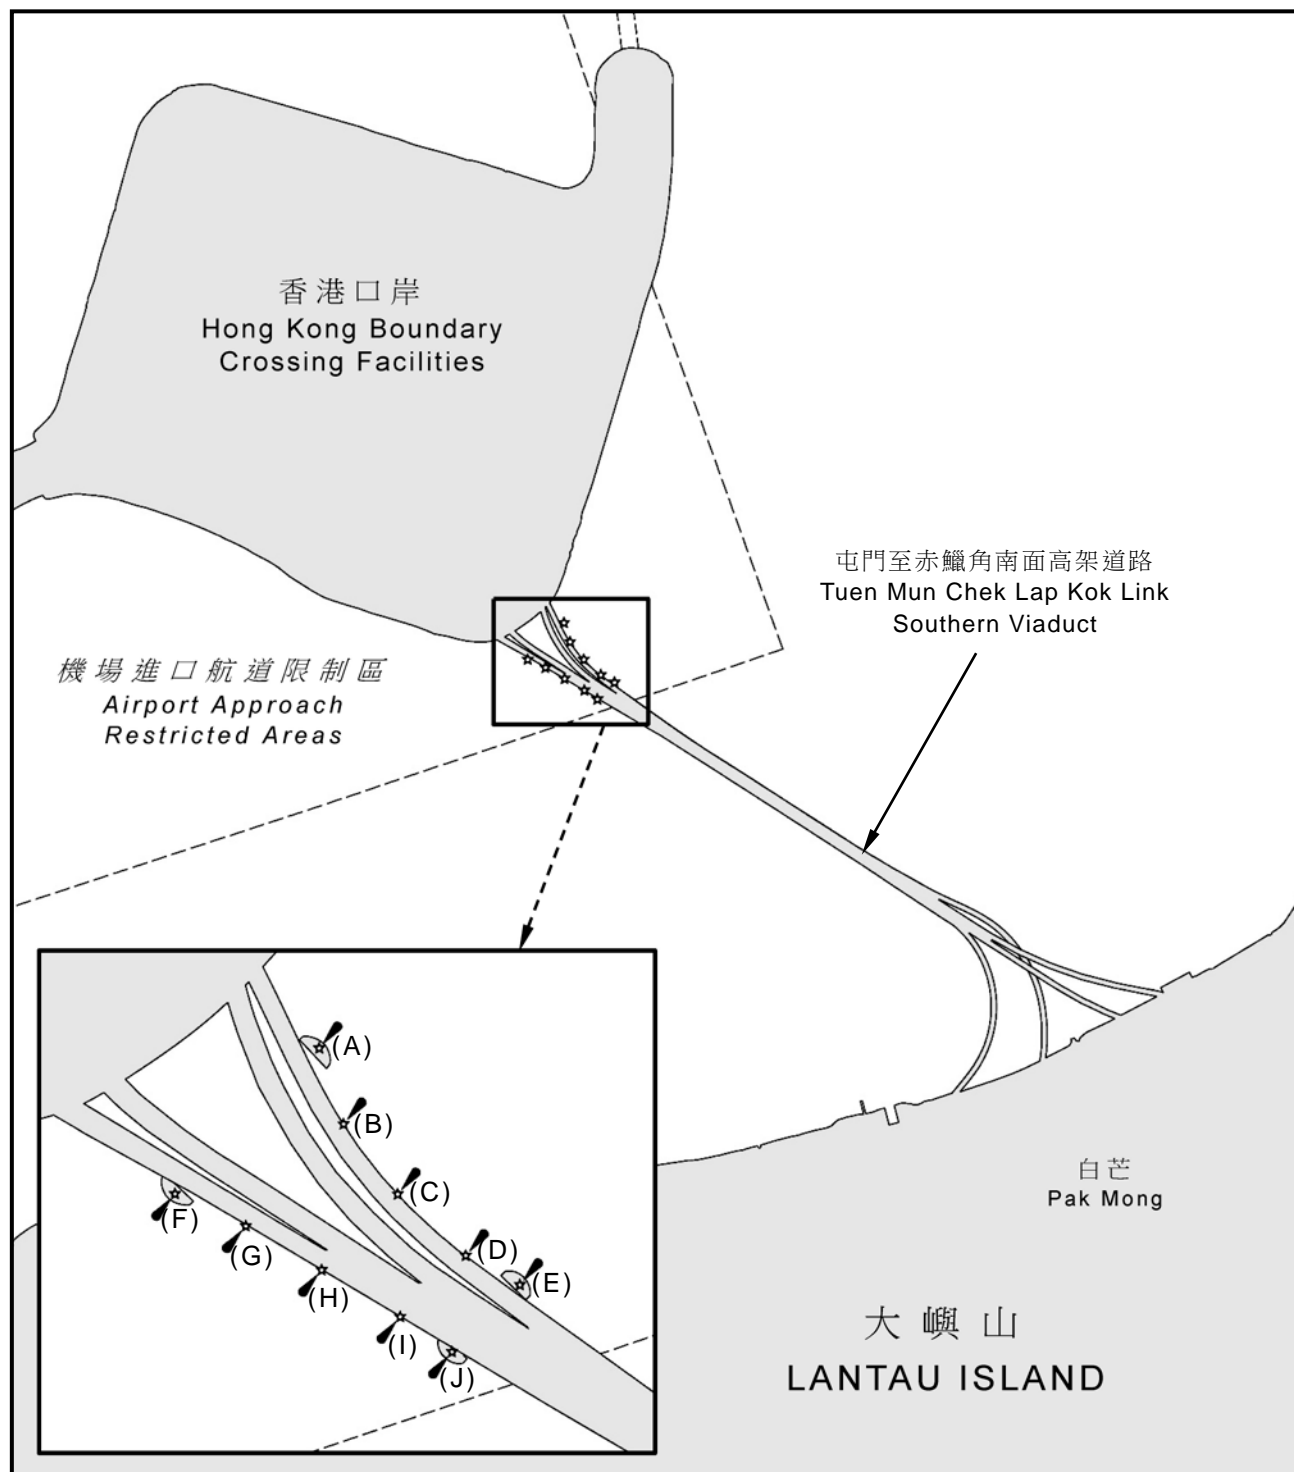 香港口岸
Hong Kong Boundary
Crossing Facilities
屯門至赤鱲角南面高架道路
Tuen Mun Chek Lap Kok Link
Southern Viaduct
機場進口航道限制區
Airport Approach
Restricted Areas
(A)
(B)
(C)
(D)
(E)
(F)
(G)
(H)
(I)
(J)
白芒
Pak Mong
大嶼山
LANTAU ISLAND